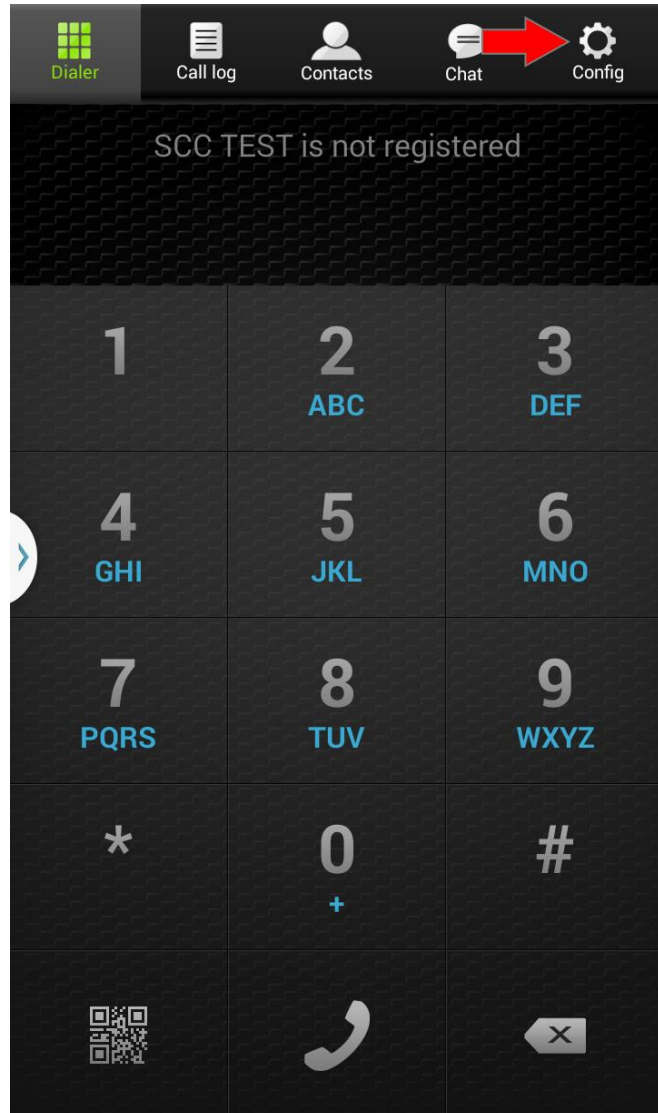 Dialer Call log Contacts Chat Config
SCC TEST is not registered
1 2 3
ABC DEF
4 5 6
GHI JKL MNO
7 8 9
PQRS TUV WXYZ
* 0 #
+